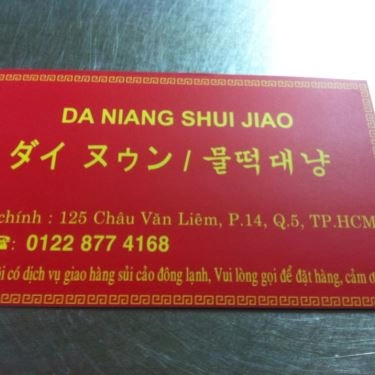 DA NIANG SHUI JIAO
ダイ ヌゥン / 물떡대냥
chính : 125 Châu Văn Liêm, P.14, Q.5, TP.HCM
☎: 0122 877 4168
có dịch vụ giao hàng sủi cảo đông lạnh, Vui lòng gọi để đặt hàng, cảm